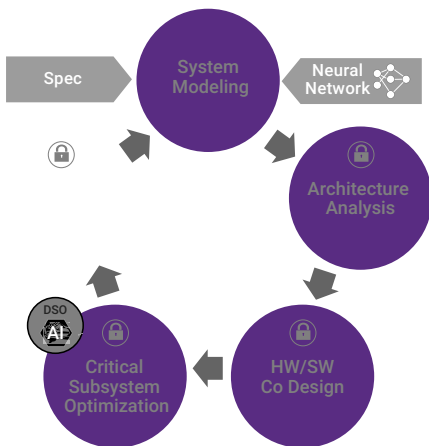 System
Modeling
Spec
Neural
Network
Architecture
Analysis
DSO
AI
Critical
Subsystem
Optimization
HW/SW
Co Design